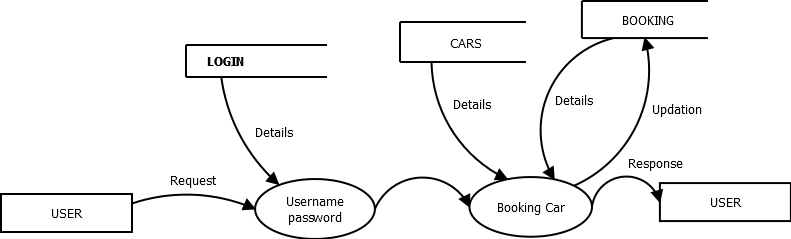 BOOKING
CARS
LOGIN
Details
Details
Updation
Details
Response
Request
Username
password
Booking Car
USER
USER